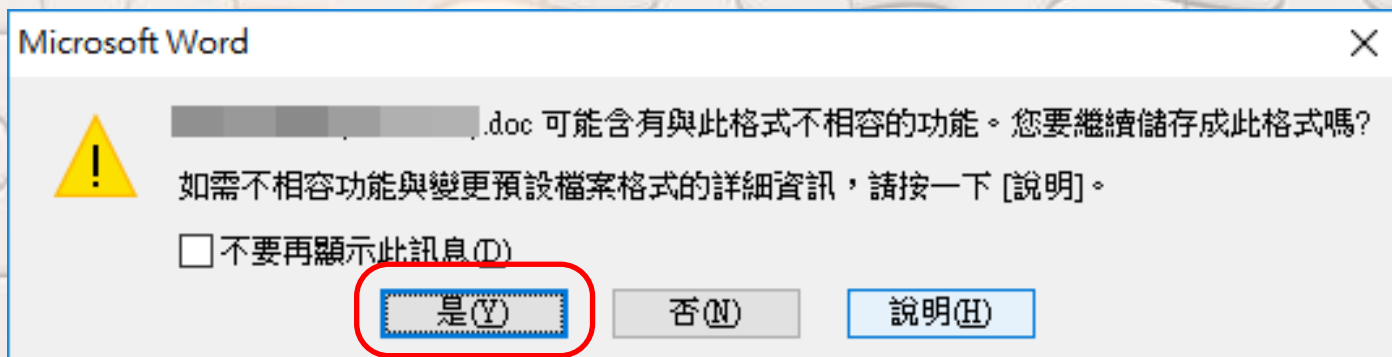 Microsoft Word
.doc 可能含有與此格式不相容的功能。您要繼續儲存成此格式嗎?
如需不相容功能與變更預設檔案格式的詳細資訊，請按一下 [說明]。
不要再顯示此訊息(D)
是(Y) 否(N) 說明(H)